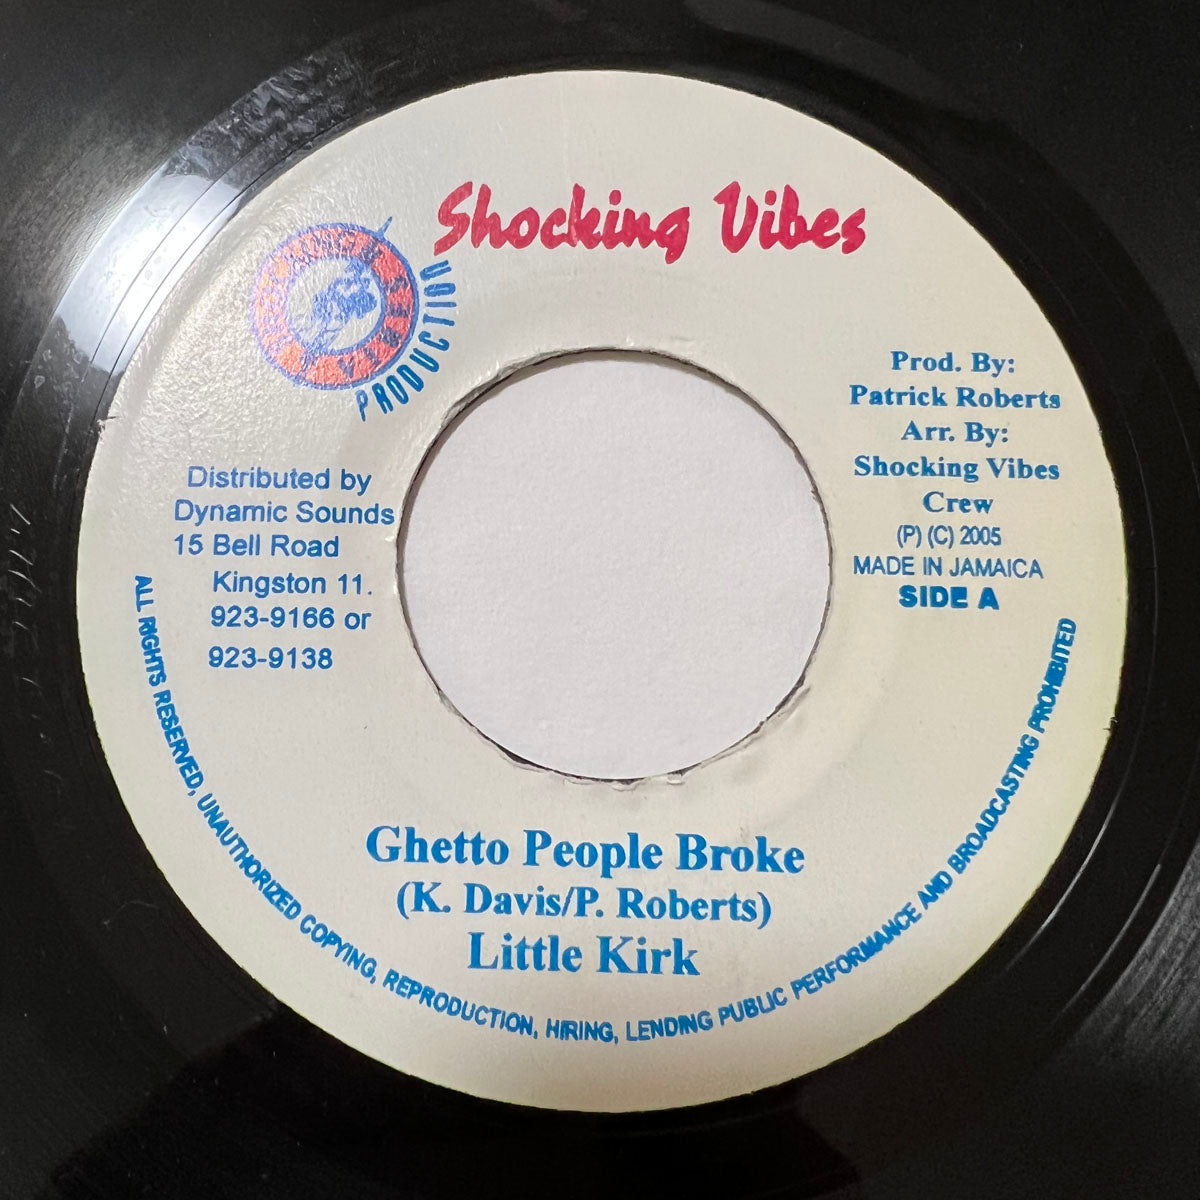 Shocking Vibes
SHOCKING VIBES
PRODUCTION
Prod. By:
Patrick Roberts
Arr. By:
Shocking Vibes
Crew
(P) (C) 2005
MADE IN JAMAICA
SIDE A
Distributed by
Dynamic Sounds
15 Bell Road
Kingston 11.
923-9166 or
923-9138
Ghetto People Broke
(K. Davis/P. Roberts)
Little Kirk
ALL RIGHTS RESERVED, UNAUTHORIZED COPYING, REPRODUCTION, HIRING, LENDING PUBLIC PERFORMANCE AND BROADCASTING PROHIBITED